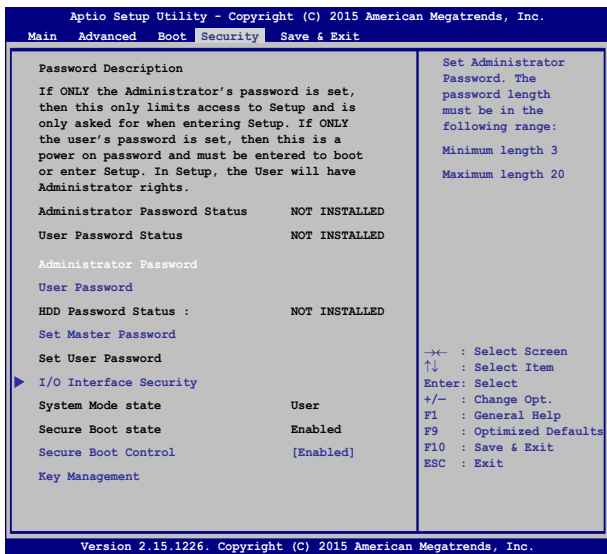 Aptio Setup Utility - Copyright (C) 2015 American Megatrends, Inc.
Main Advanced Boot Security Save & Exit
Password Description
If ONLY the Administrator's password is set,
then this only limits access to Setup and is
only asked for when entering Setup. If ONLY
the user's password is set, then this is a
power on password and must be entered to boot
or enter Setup. In Setup, the User will have
Administrator rights.
Administrator Password Status NOT INSTALLED
User Password Status NOT INSTALLED
Administrator Password
User Password
HDD Password Status : NOT INSTALLED
Set Master Password
Set User Password
I/O Interface Security
System Mode state User
Secure Boot state Enabled
Secure Boot Control [Enabled]
Key Management
Set Administrator
Password. The
password length
must be in the
following range:
Minimum length 3
Maximum length 20
→← : Select Screen
↑↓ : Select Item
Enter: Select
+/— : Change Opt.
F1 : General Help
F9 : Optimized Defaults
F10 : Save & Exit
ESC : Exit
Version 2.15.1226. Copyright (C) 2015 American Megatrends, Inc.